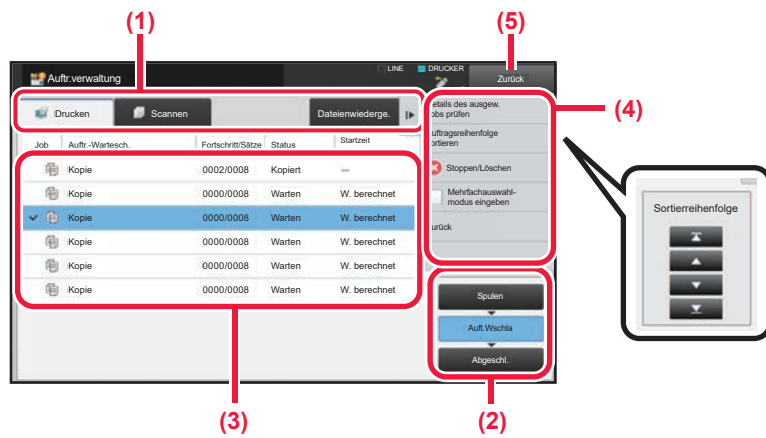 (1)
(5)
LINE
DRUCKER
Auftr.verwaltung
Zurück
Drucken
Scannen
Dateienwiederge.
etails des ausgew.
obs prüfen
(4)
uftragsreihenfolge
ortieren
Job
Auftr.-Wartesch.
Fortschritt/Sätze
Status
Startzeit
Kopie 0002/0008 Kopiert
Kopie 0000/0008 Warten W. berechnet
Kopie 0000/0008 Warten W. berechnet
Kopie 0000/0008 Warten W. berechnet
Kopie 0000/0008 Warten W. berechnet
Kopie 0000/0008 Warten W. berechnet
Stoppen/Löschen
Mehrfachauswahl-
modus eingeben
urück
Sortierreihenfolge
Spulen
Auft.Wschla
Abgeschl.
(3)
(2)